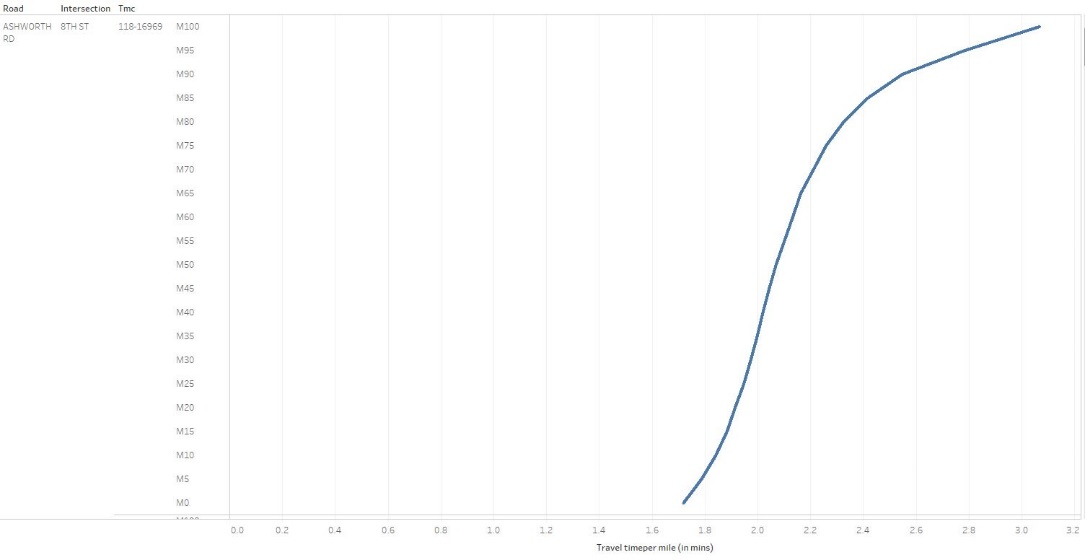 Road Intersection Tmc
ASHWORTH 8TH ST 118-16969 M100
RD
M95
M90
M85
M80
M75
M70
M65
M60
M55
M50
M45
M40
M35
M30
M25
M20
M15
M10
M5
M0
0.0 0.2 0.4 0.6 0.8 1.0 1.2 1.4 1.6 1.8 2.0 2.2 2.4 2.6 2.8 3.0 3.2
Travel timeper mile (in mins)